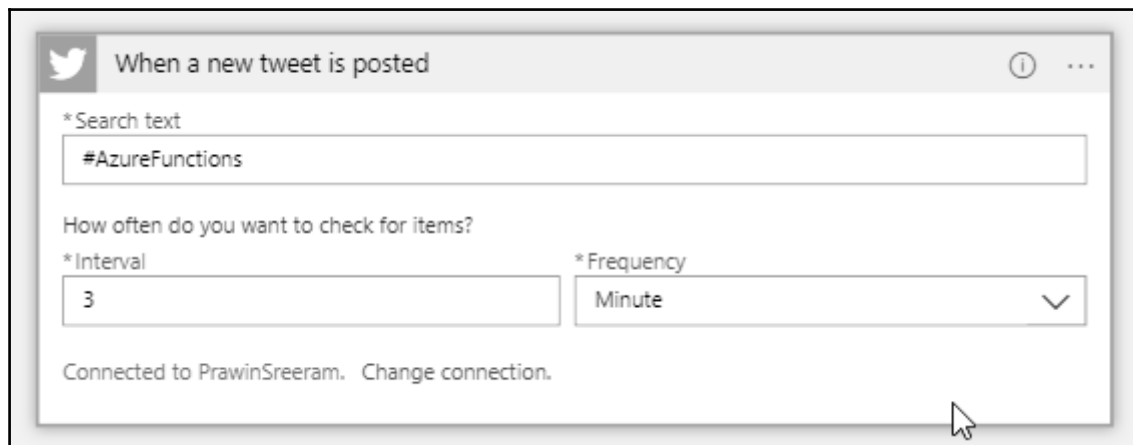 When a new tweet is posted
*Search text
#AzureFunctions
How often do you want to check for items?
*Interval *Frequency
3 Minute
Connected to PrawinSreeram. Change connection.